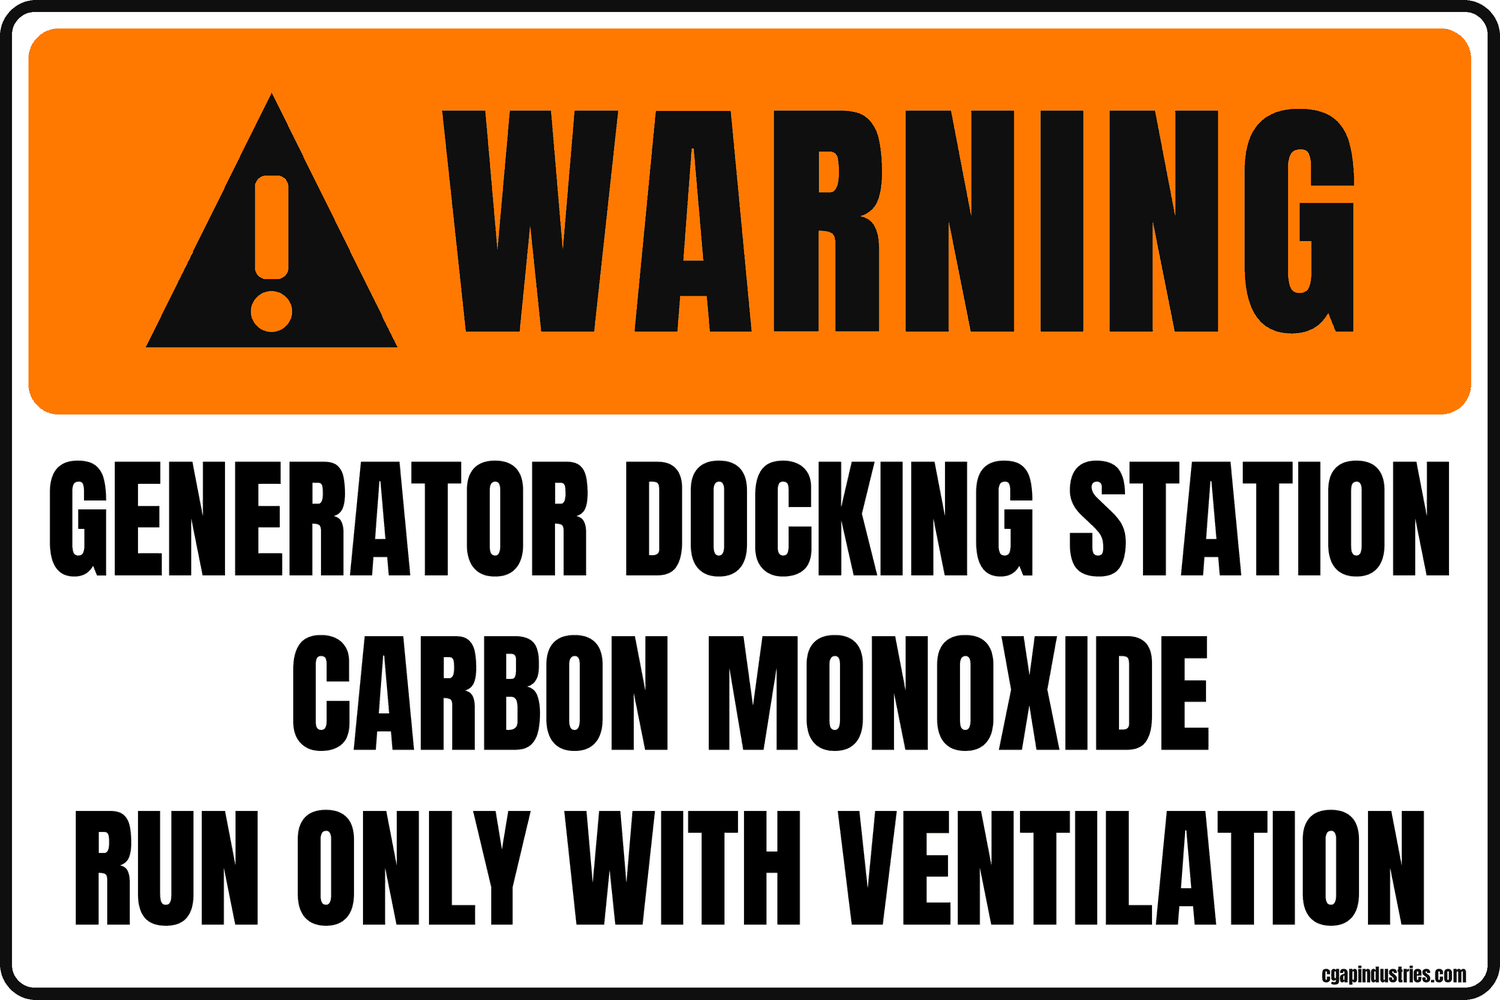 WARNING
GENERATOR DOCKING STATION
CARBON MONOXIDE
RUN ONLY WITH VENTILATION
cgapindustries.com